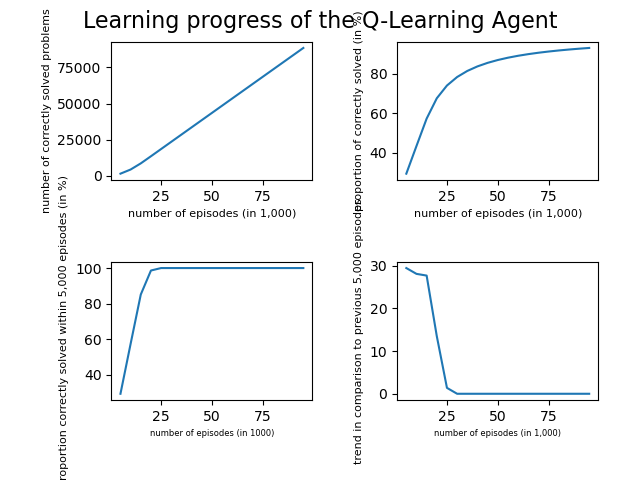 Learning progress of the Q-Learning Agent
number of correctly solved problems
75000
50000
25000
0
25 50 75
number of episodes (in 1,000)
proportion of correctly solved (in %)
80
60
40
25 50 75
number of episodes (in 1,000)
roportion correctly solved within 5,000 episodes (in %)
100
80
60
40
25 50 75
number of episodes (in 1000)
trend in comparison to previous 5,000 episodes
30
20
10
0
25 50 75
number of episodes (in 1,000)